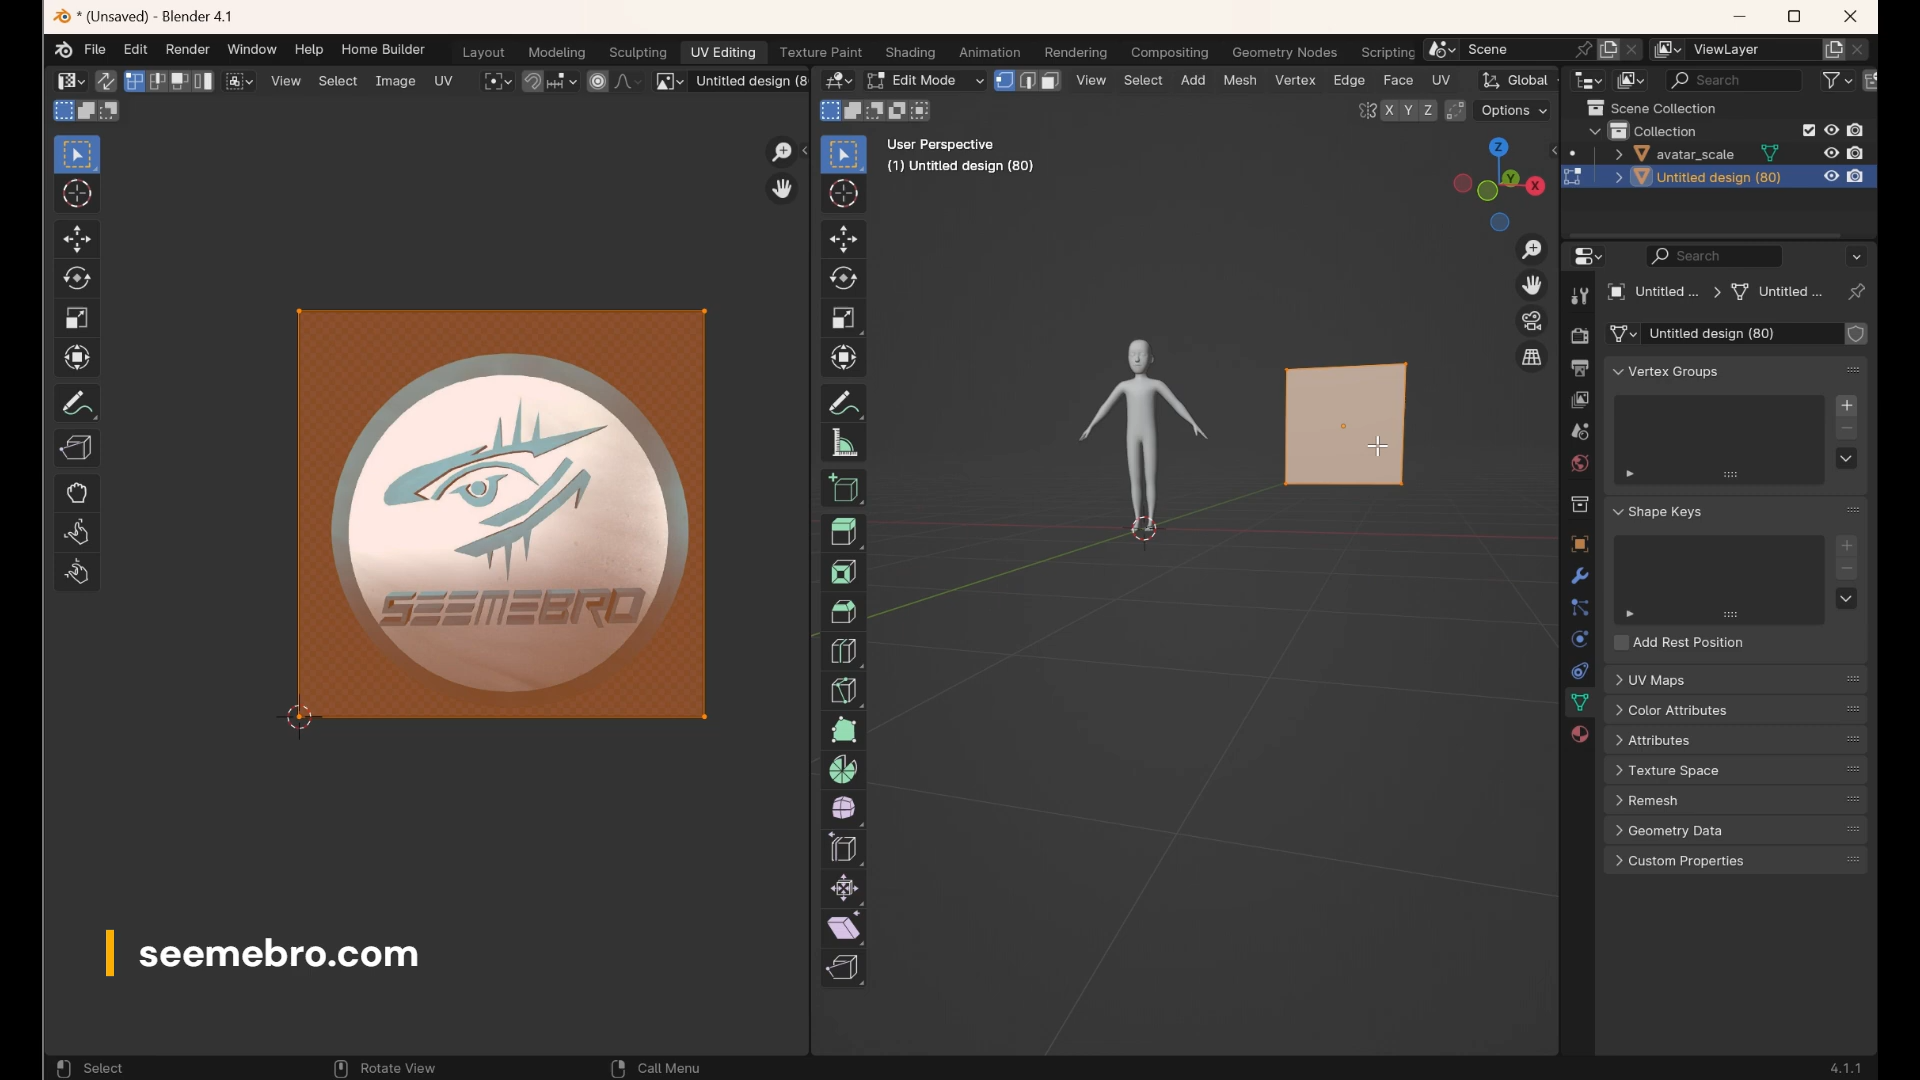 * (Unsaved) - Blender 4.1
File Edit Render Window Help Home Builder
Layout Modeling Sculpting UV Editing Texture Paint Shading Animation Rendering Compositing Geometry Nodes Scripting
Scene
ViewLayer
View Select Image UV
Untitled design (8
Edit Mode
View Select Add Mesh Vertex Edge Face UV
Global
Search
X Y Z
Options
User Perspective
(1) Untitled design (80)
Z
Y
X
Scene Collection
Collection
avatar_scale
Untitled design (80)
Search
Untitled ... Untitled ...
Untitled design (80)
Vertex Groups
Shape Keys
Add Rest Position
UV Maps
Color Attributes
Attributes
Texture Space
Remesh
Geometry Data
Custom Properties
SEEMEBRO
seemebro.com
Select
Rotate View
Call Menu
4.1.1